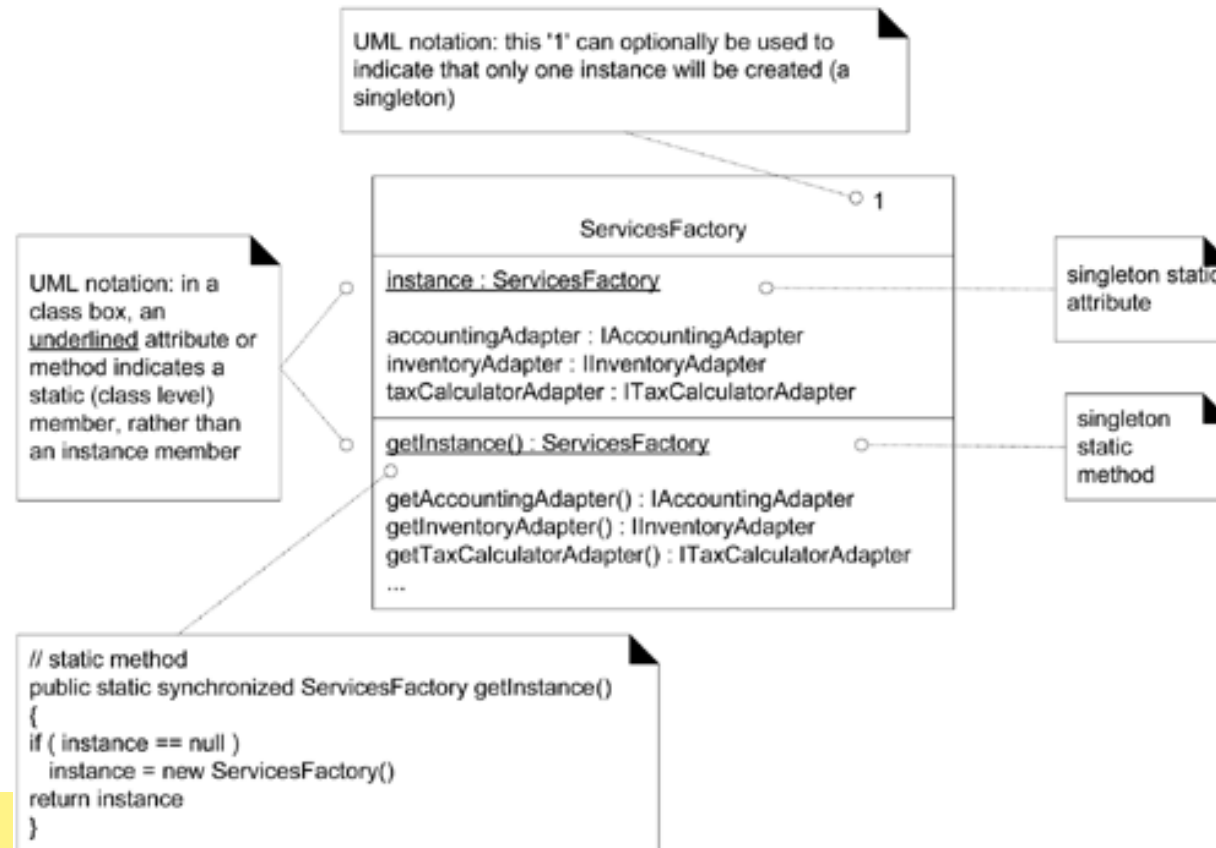 UML notation: this '1' can optionally be used to
indicate that only one instance will be created (a
singleton)
1
ServicesFactory
UML notation: in a
class box, an
underlined attribute or
method indicates a
static (class level)
member, rather than
an instance member
instance : ServicesFactory
singleton static
attribute
accountingAdapter : IAccountingAdapter
inventoryAdapter : IInventoryAdapter
taxCalculatorAdapter : ITaxCalculatorAdapter
getInstance() : ServicesFactory
singleton
static
method
getAccountingAdapter() : IAccountingAdapter
getInventoryAdapter() : IInventoryAdapter
getTaxCalculatorAdapter() : ITaxCalculatorAdapter
...
// static method
public static synchronized ServicesFactory getInstance()
{
if ( instance == null )
instance = new ServicesFactory()
return instance
}